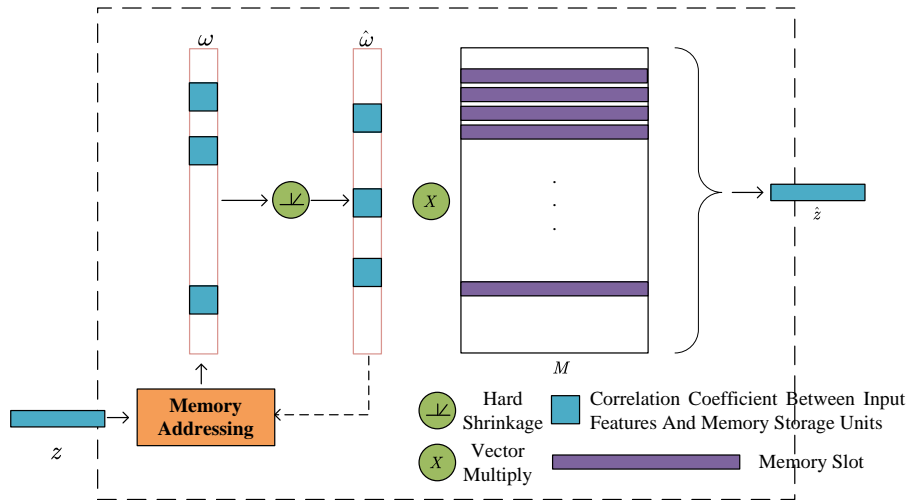 ω
ω̂
X
.
.
.
ẑ
M
Memory
Addressing
z
Hard
Shrinkage
Correlation Coefficient Between Input
Features And Memory Storage Units
X
Vector
Multiply
Memory Slot